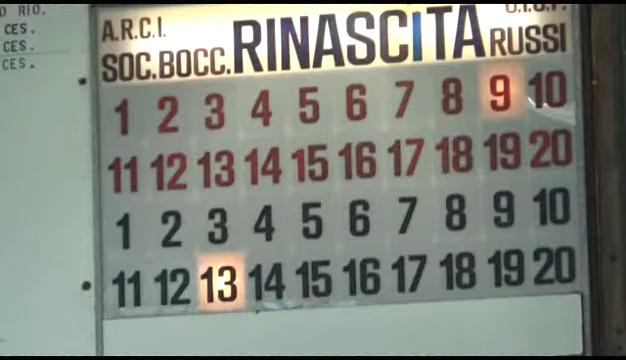 RIO.
CES.
CES.
CES.
A.R.C.I.
SOC.BOCC. RINASCITA RUSSI
1 2 3 4 5 6 7 8 9 10
11 12 13 14 15 16 17 18 19 20
1 2 3 4 5 6 7 8 9 10
11 12 13 14 15 16 17 18 19 20